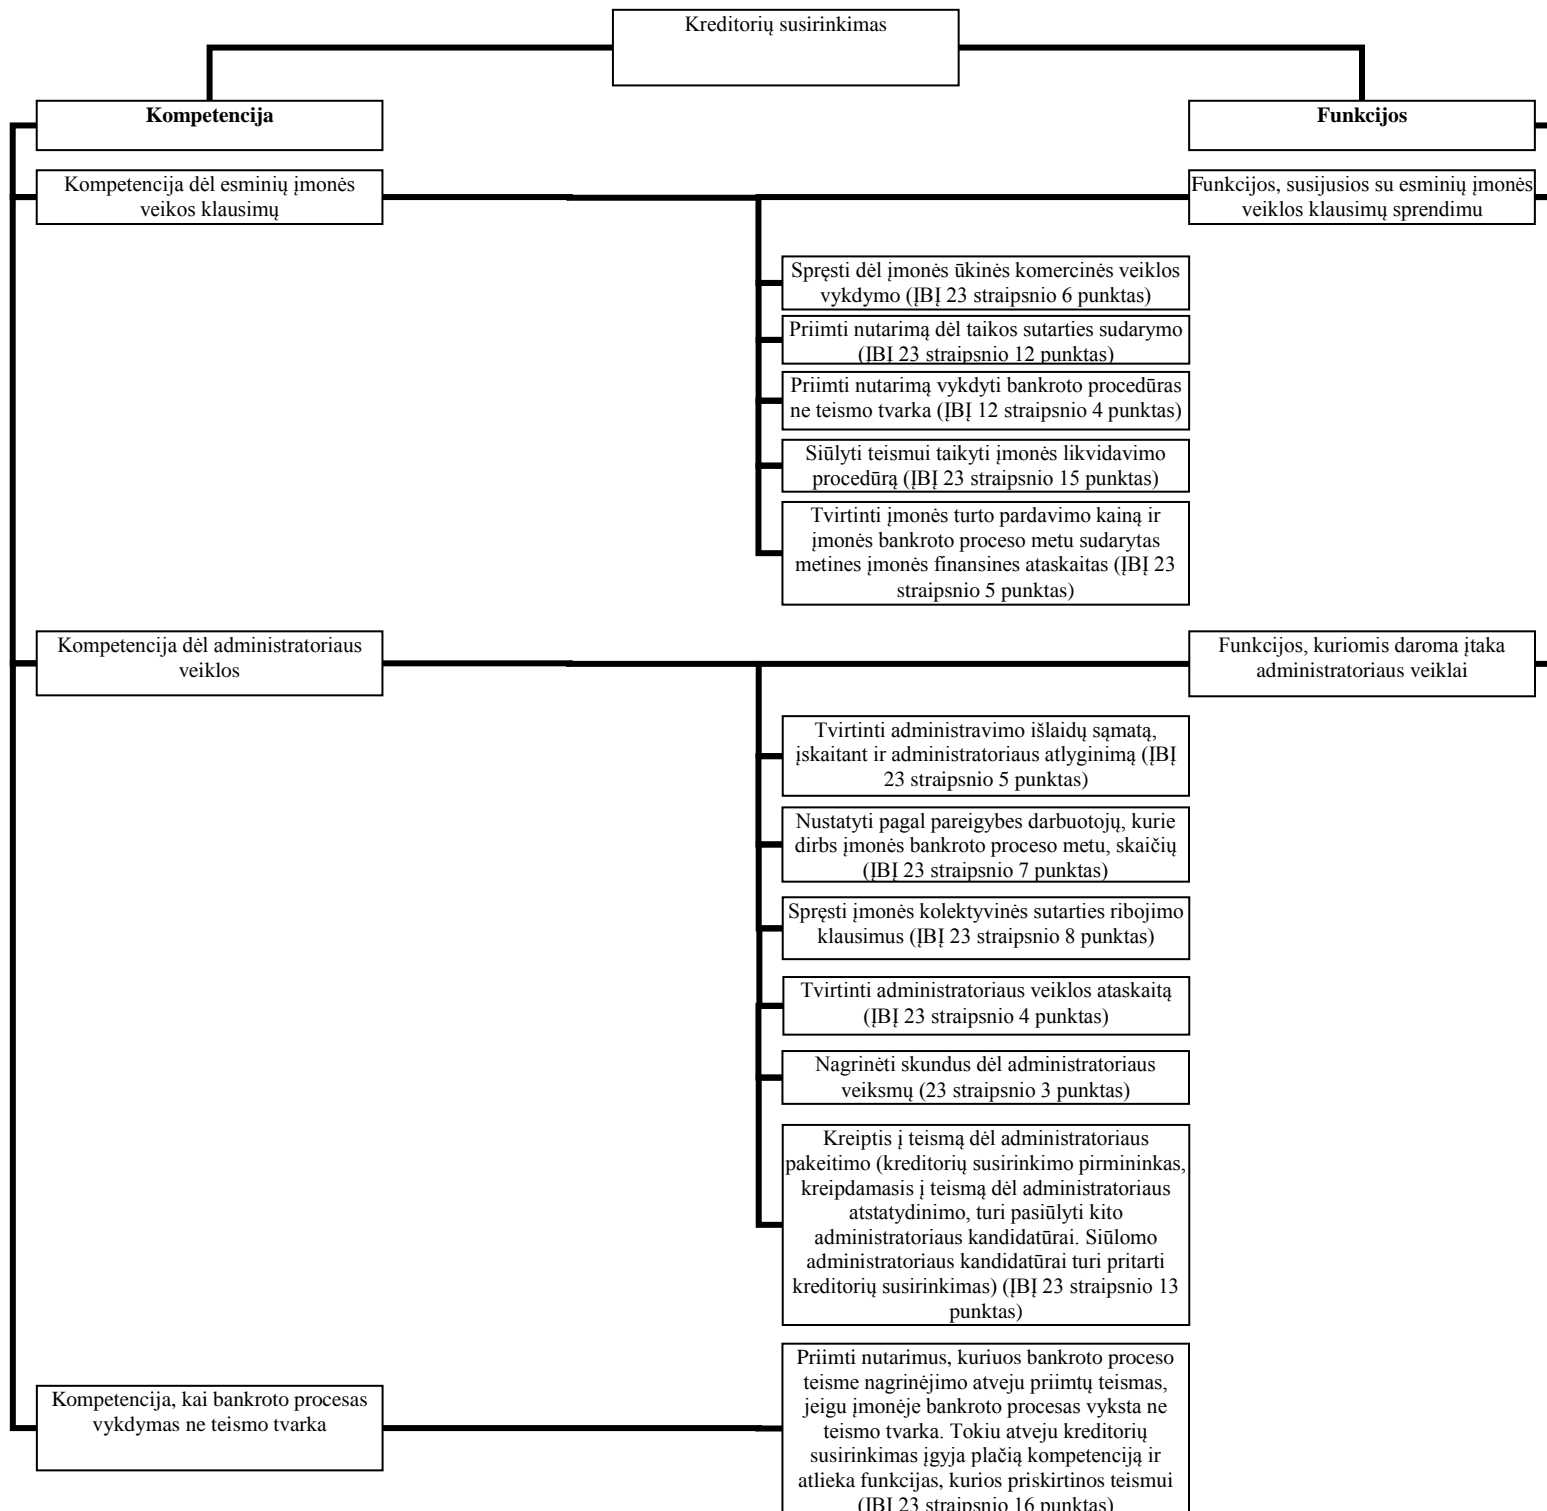 Kreditorių susirinkimas
Kompetencija
Funkcijos
Kompetencija dėl esminių įmonės
veikos klausimų
Funkcijos, susijusios su esminių įmonės
veiklos klausimų sprendimu
Spręsti dėl įmonės ūkinės komercinės veiklos
vykdymo (ĮBĮ 23 straipsnio 6 punktas)
Priimti nutarimą dėl taikos sutarties sudarymo
(ĮBĮ 23 straipsnio 12 punktas)
Priimti nutarimą vykdyti bankroto procedūras
ne teismo tvarka (ĮBĮ 12 straipsnio 4 punktas)
Siūlyti teismui taikyti įmonės likvidavimo
procedūrą (ĮBĮ 23 straipsnio 15 punktas)
Tvirtinti įmonės turto pardavimo kainą ir
įmonės bankroto proceso metu sudarytas
metines įmonės finansines ataskaitas (ĮBĮ 23
straipsnio 5 punktas)
Kompetencija dėl administratoriaus
veiklos
Funkcijos, kuriomis daroma įtaka
administratoriaus veiklai
Tvirtinti administravimo išlaidų sąmatą,
įskaitant ir administratoriaus atlyginimą (ĮBĮ
23 straipsnio 5 punktas)
Nustatyti pagal pareigybes darbuotojų, kurie
dirbs įmonės bankroto proceso metu, skaičių
(ĮBĮ 23 straipsnio 7 punktas)
Spręsti įmonės kolektyvinės sutarties ribojimo
klausimus (ĮBĮ 23 straipsnio 8 punktas)
Tvirtinti administratoriaus veiklos ataskaitą
(ĮBĮ 23 straipsnio 4 punktas)
Nagrinėti skundus dėl administratoriaus
veiksmų (23 straipsnio 3 punktas)
Kreiptis į teismą dėl administratoriaus
pakeitimo (kreditorių susirinkimo pirmininkas,
kreipdamasis į teismą dėl administratoriaus
atstatydinimo, turi pasiūlyti kito
administratoriaus kandidatūrai. Siūlomo
administratoriaus kandidatūrai turi pritarti
kreditorių susirinkimas) (ĮBĮ 23 straipsnio 13
punktas)
Kompetencija, kai bankroto procesas
vykdymas ne teismo tvarka
Priimti nutarimus, kuriuos bankroto proceso
teisme nagrinėjimo atveju priimtų teismas,
jeigu įmonėje bankroto procesas vyksta ne
teismo tvarka. Tokiu atveju kreditorių
susirinkimas įgyja plačią kompetenciją ir
atlieka funkcijas, kurios priskirtinos teismui
(ĮBĮ 23 straipsnio 16 punktas)